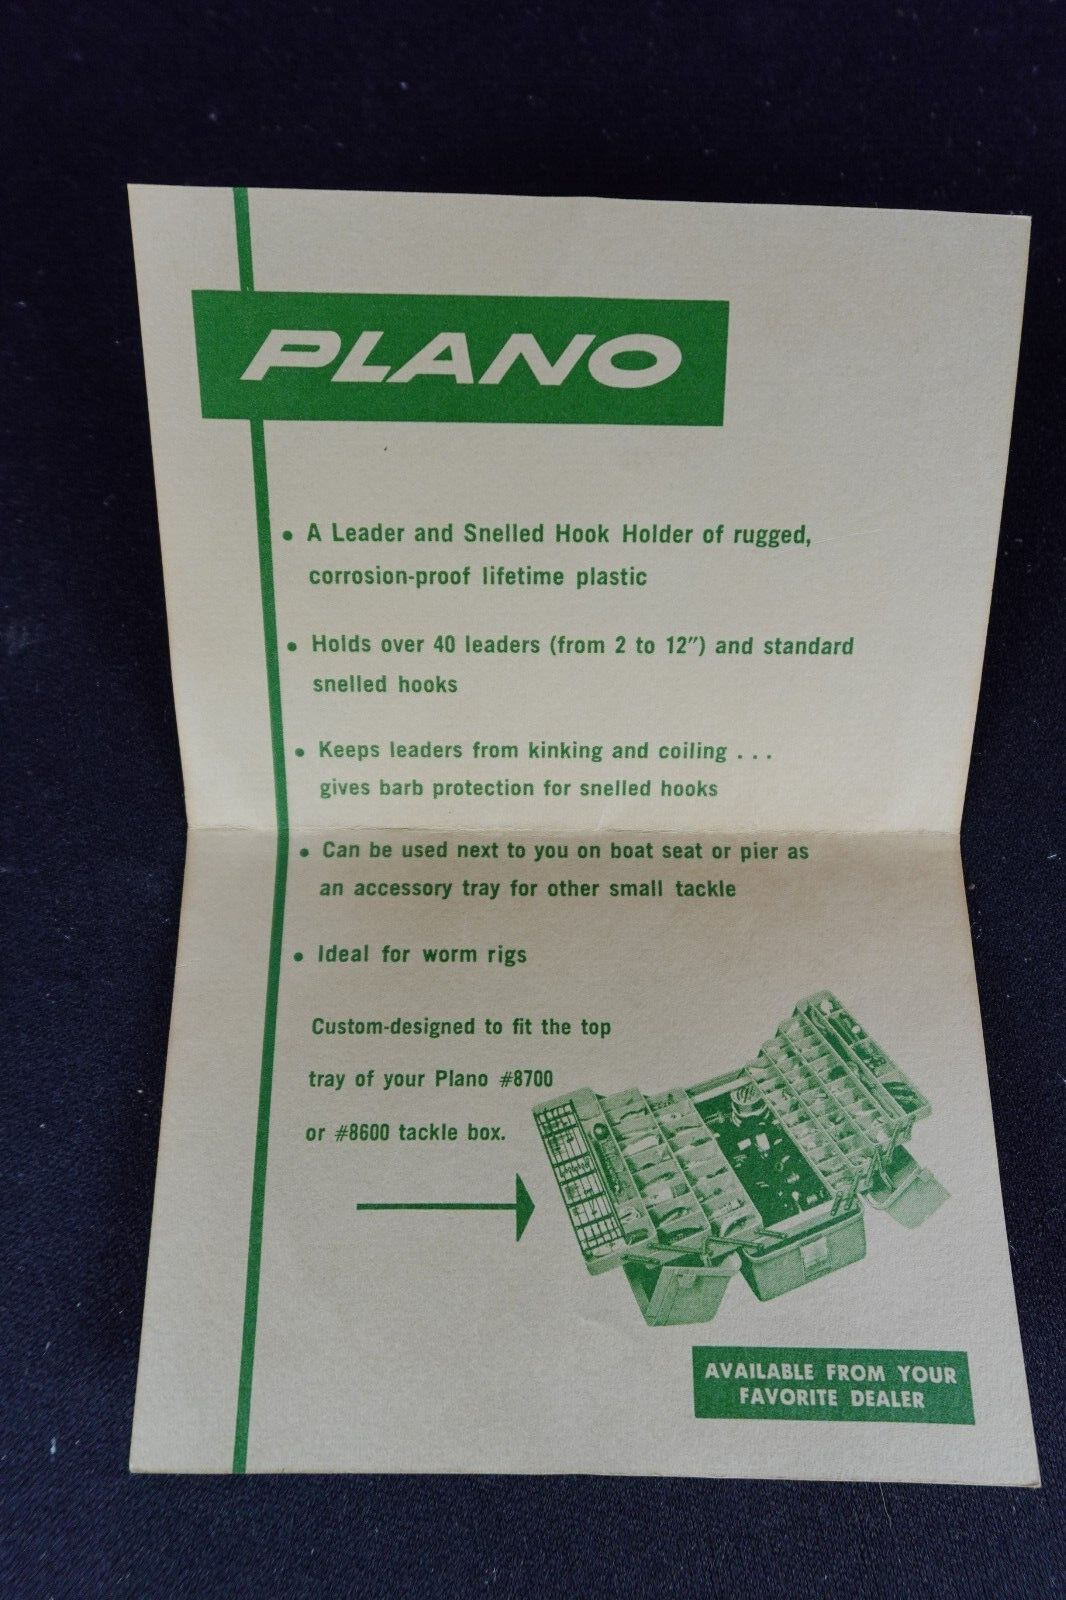 PLANO
• A Leader and Snelled Hook Holder of rugged,
corrosion-proof lifetime plastic
• Holds over 40 leaders (from 2 to 12″) and standard
snelled hooks
• Keeps leaders from kinking and coiling . . .
gives barb protection for snelled hooks
• Can be used next to you on boat seat or pier as
an accessory tray for other small tackle
• Ideal for worm rigs
Custom-designed to fit the top
tray of your Plano #8700
or #8600 tackle box.
AVAILABLE FROM YOUR
FAVORITE DEALER